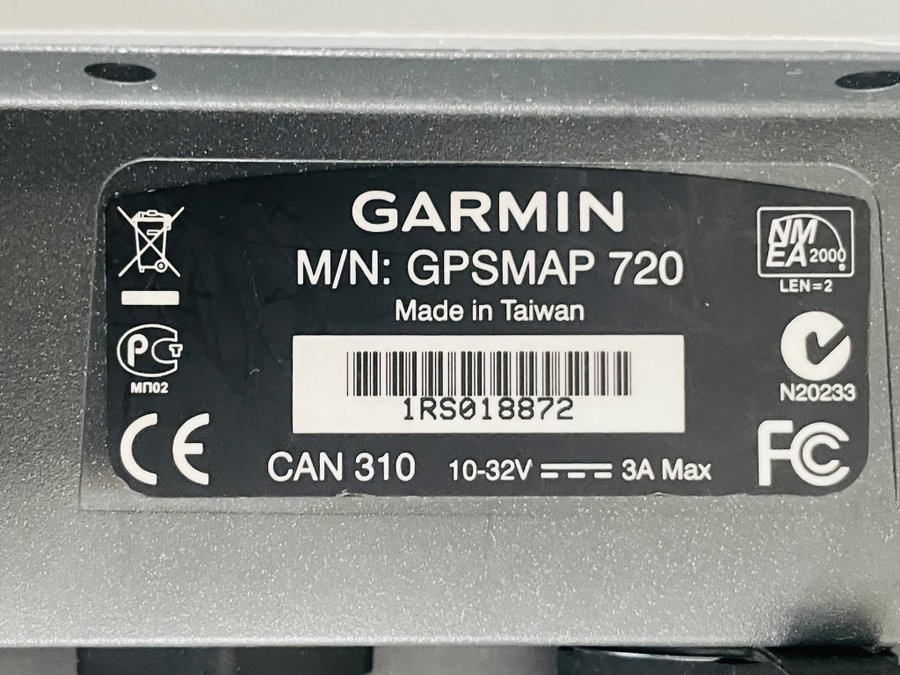 GARMIN
M/N: GPSMAP 720
Made in Taiwan
1RS018872
CAN 310
10-32V 3A Max
NMEA 2000®
LEN=2
N20233
FC
РСТ
МП02
CE